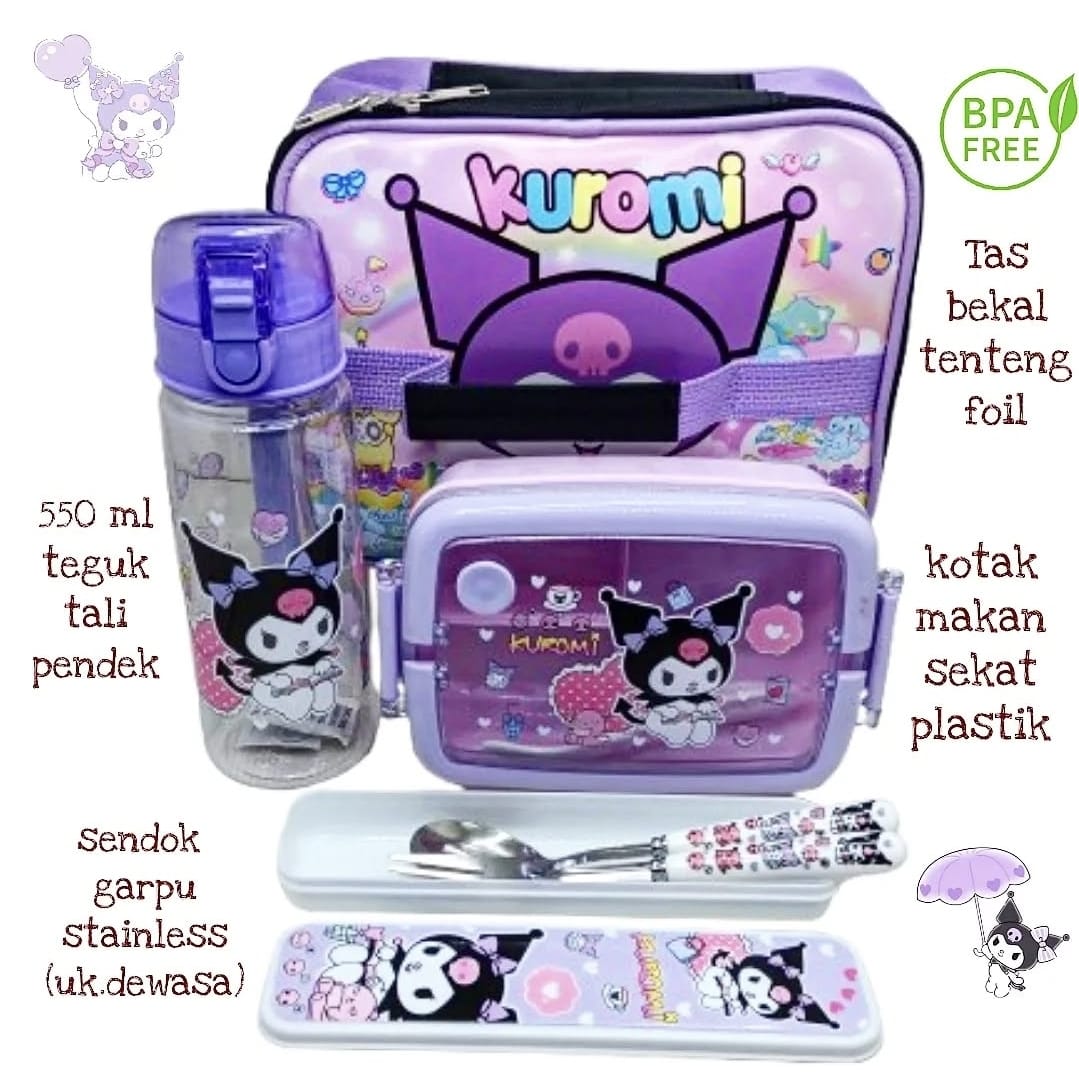 BPA
FREE
kuromi
Tas
bekal
tenteng
foil
550 ml
teguk
tali
pendek
KUROMI
kotak
makan
sekat
plastik
sendok
garpu
stainless
(uk.dewasa)